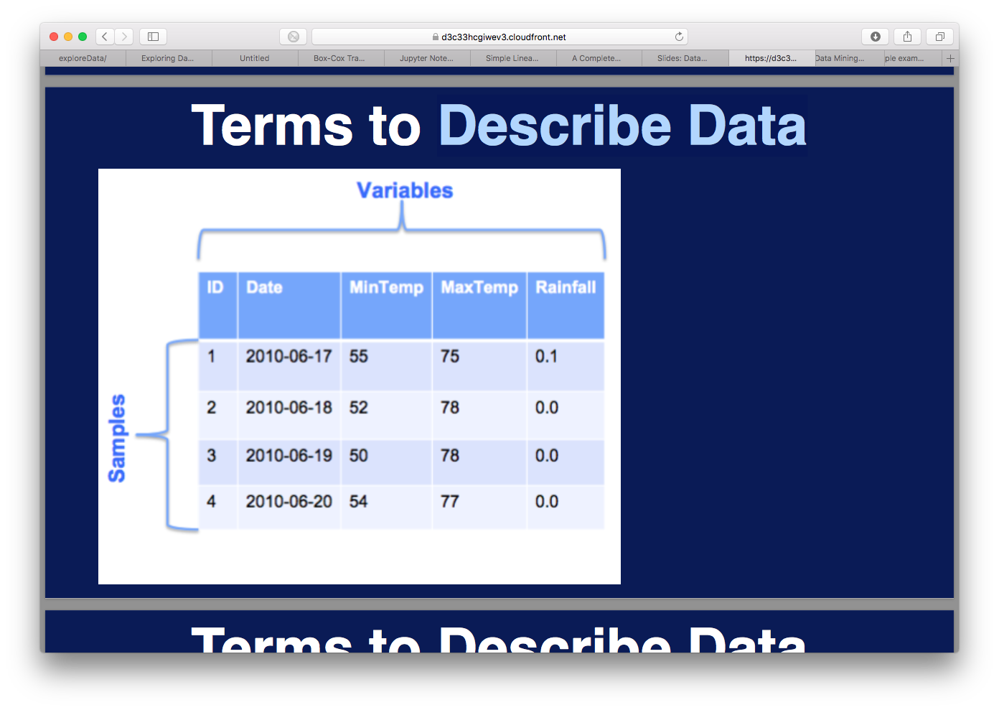 d3c33hcgiwev3.cloudfront.net
exploreData/ Exploring Da... Untitled Box-Cox Tra... Jupyter Note... Simple Linea... A Complete... Slides: Data... https://d3c3... Data Mining... ple exam...
Terms to Describe Data
Variables
ID Date MinTemp MaxTemp Rainfall
1 2010-06-17 55 75 0.1
2 2010-06-18 52 78 0.0
3 2010-06-19 50 78 0.0
4 2010-06-20 54 77 0.0
Samples
Terms to Describe Data